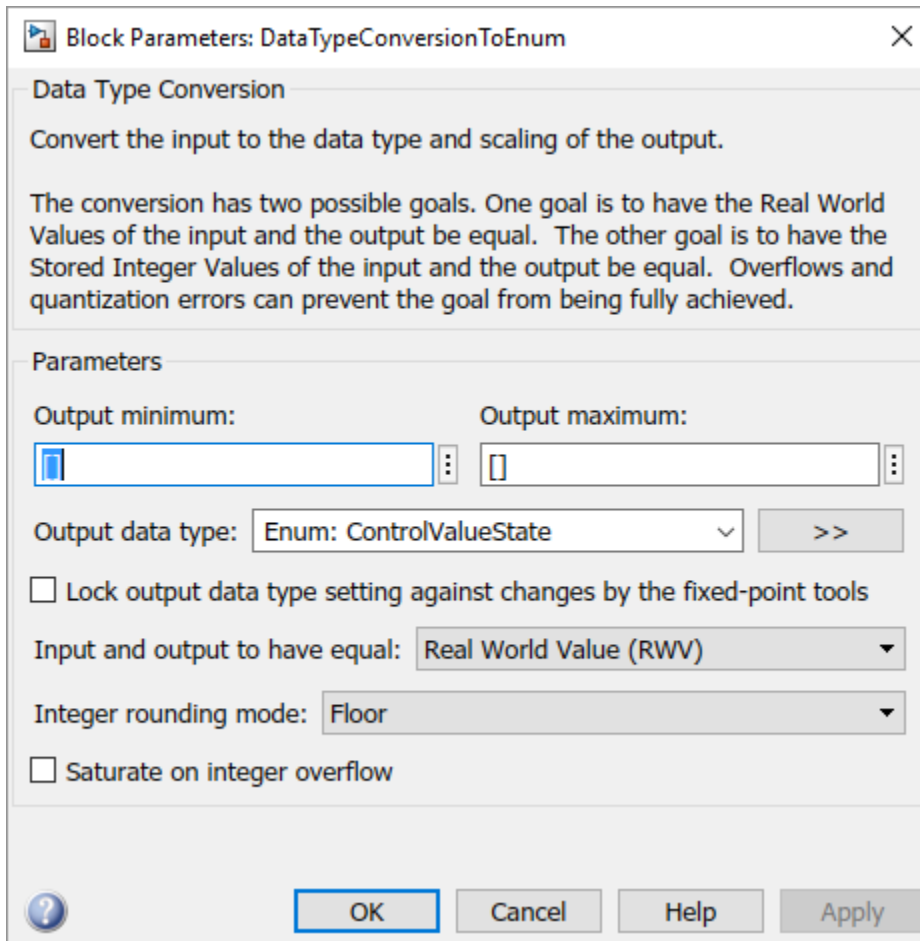 Block Parameters: DataTypeConversionToEnum
Data Type Conversion
Convert the input to the data type and scaling of the output.
The conversion has two possible goals. One goal is to have the Real World
Values of the input and the output be equal.  The other goal is to have the
Stored Integer Values of the input and the output be equal.  Overflows and
quantization errors can prevent the goal from being fully achieved.
Parameters
Output minimum: Output maximum:
[] []
Output data type: Enum: ControlValueState >>
Lock output data type setting against changes by the fixed-point tools
Input and output to have equal: Real World Value (RWV)
Integer rounding mode: Floor
Saturate on integer overflow
OK Cancel Help Apply